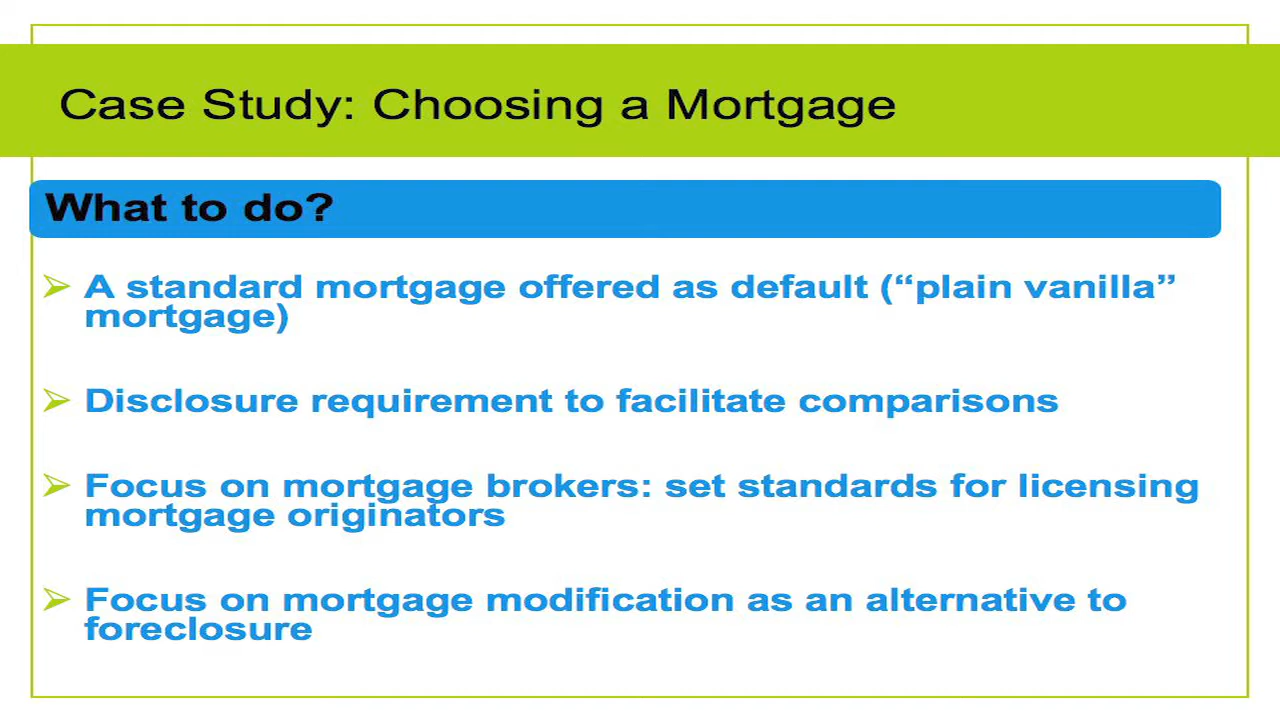 Case Study: Choosing a Mortgage
What to do?
A standard mortgage offered as default (“plain vanilla”
mortgage)
Disclosure requirement to facilitate comparisons
Focus on mortgage brokers: set standards for licensing
mortgage originators
Focus on mortgage modification as an alternative to
foreclosure